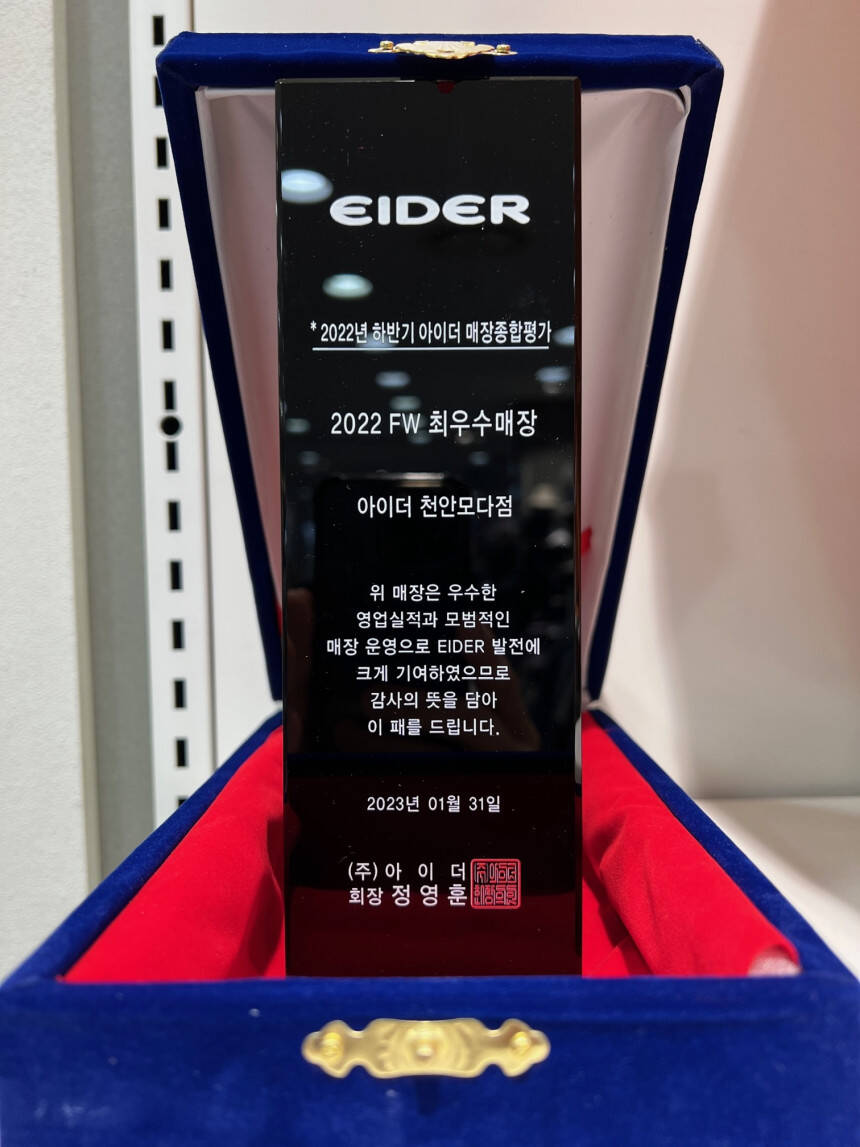 EIDER
* 2022년 하반기 아이더 매장종합평가
2022 FW 최우수매장
아이더 천안모다점
위 매장은 우수한
영업실적과 모범적인
매장 운영으로 EIDER 발전에
크게 기여하였으므로
감사의 뜻을 담아
이 패를 드립니다.
2023년 01월 31일
(주)아 이 더
회장 정 영 훈